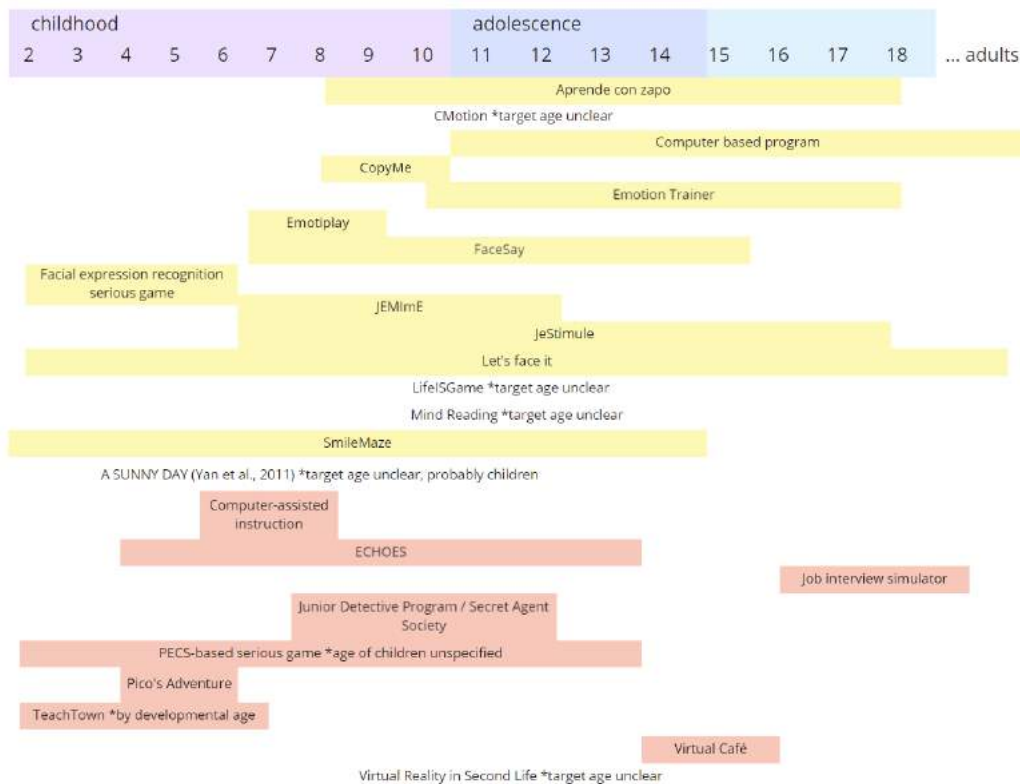 childhood adolescence
2 3 4 5 6 7 8 9 10 11 12 13 14 15 16 17 18 ... adults
Aprende con zapo
CMotion *target age unclear
Computer based program
CopyMe
Emotion Trainer
Emotiplay
FaceSay
Facial expression recognition
serious game
JEMImE
JeStimule
Let's face it
LifeISGame *target age unclear
Mind Reading *target age unclear
SmileMaze
A SUNNY DAY (Yan et al., 2011) *target age unclear, probably children
Computer-assisted
instruction
ECHOES
Job interview simulator
Junior Detective Program / Secret Agent
Society
PECS-based serious game *age of children unspecified
Pico's Adventure
TeachTown *by developmental age
Virtual Café
Virtual Reality in Second Life *target age unclear